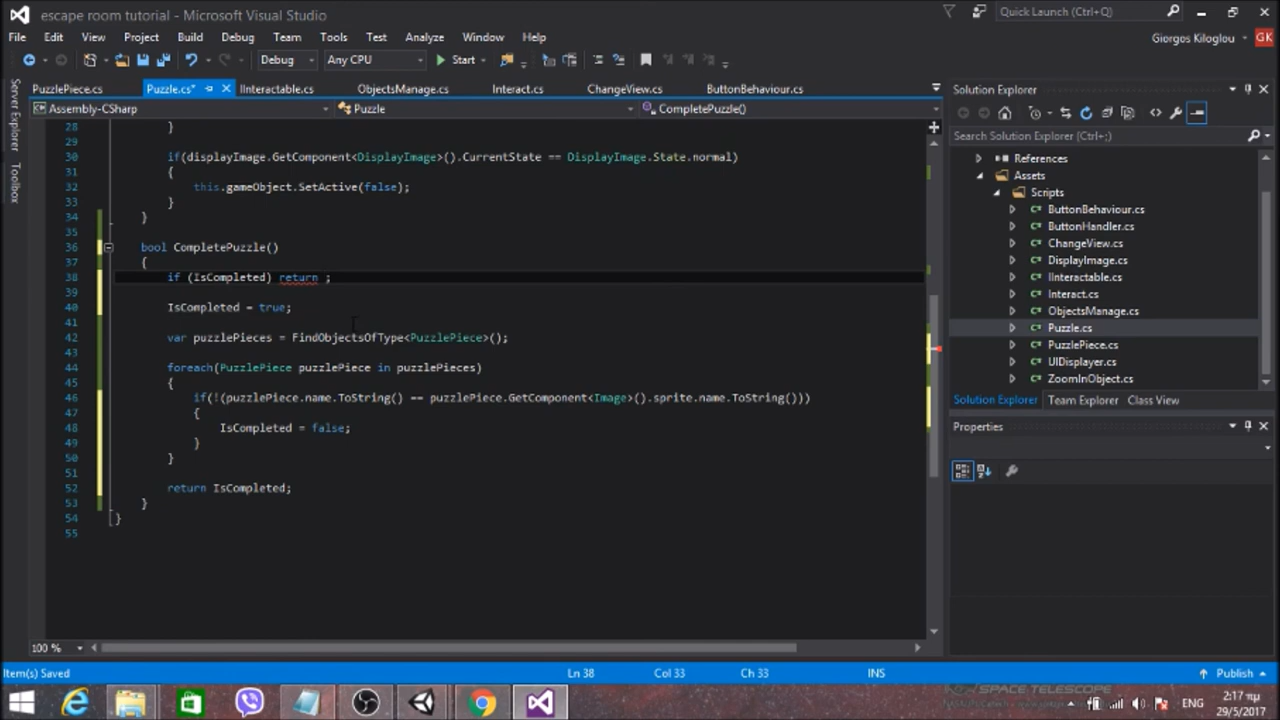 escape room tutorial - Microsoft Visual Studio
Quick Launch (Ctrl+Q)
File Edit View Project Build Debug Team Tools Test Analyze Window Help
Giorgos Kiloglou GK
Debug Any CPU Start
PuzzlePiece.cs Puzzle.cs* IInteractable.cs ObjectsManage.cs Interact.cs ChangeView.cs ButtonBehaviour.cs
Assembly-CSharp Puzzle CompletePuzzle()
Server Explorer
Toolbox
28 }
29
30 if(displayImage.GetComponent<DisplayImage>().CurrentState == DisplayImage.State.normal)
31 {
32 this.gameObject.SetActive(false);
33 }
34 }
35
36 bool CompletePuzzle()
37 {
38 if (IsCompleted) return ;
39
40 IsCompleted = true;
41
42 var puzzlePieces = FindObjectsOfType<PuzzlePiece>();
43
44 foreach(PuzzlePiece puzzlePiece in puzzlePieces)
45 {
46 if(!(puzzlePiece.name.ToString() == puzzlePiece.GetComponent<Image>().sprite.name.ToString()))
47 {
48 IsCompleted = false;
49 }
50 }
51
52 return IsCompleted;
53 }
54 }
55
100 %
Solution Explorer
Search Solution Explorer (Ctrl+;)
References
Assets
Scripts
ButtonBehaviour.cs
ButtonHandler.cs
ChangeView.cs
DisplayImage.cs
IInteractable.cs
Interact.cs
ObjectsManage.cs
Puzzle.cs
PuzzlePiece.cs
UIDisplayer.cs
ZoomInObject.cs
Solution Explorer Team Explorer Class View
Properties
Item(s) Saved Ln 38 Col 33 Ch 33 INS Publish
SPACE TELESCOPE
ENG 2:17 πμ
29/5/2017